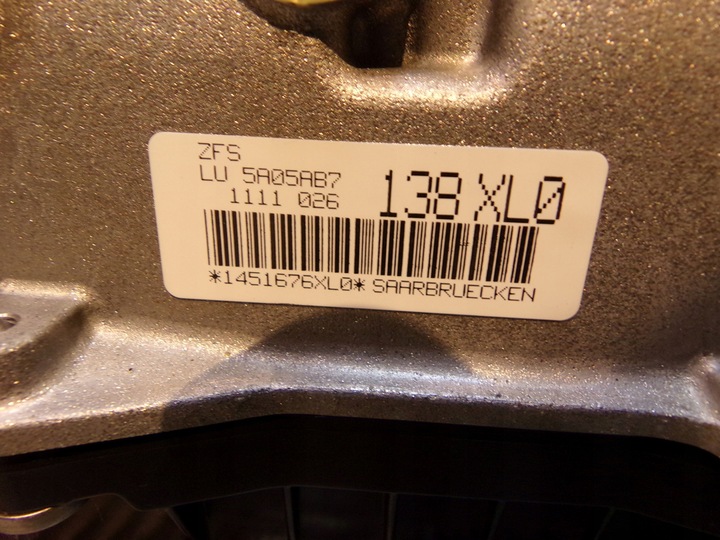 ZFS
LU 5A05AB7
1111 026
138 XL0
*1451676XL0* SAARBRUECKEN